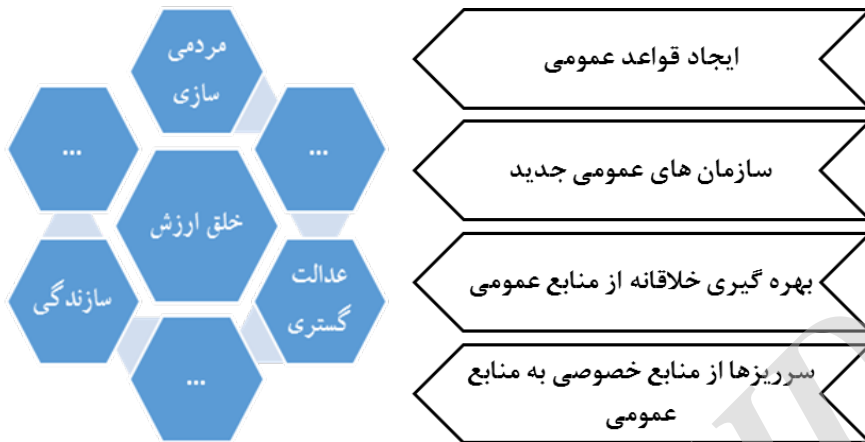 ایجاد قواعد عمومی
سازمان های عمومی جدید
بهره گیری خلاقانه از منابع عمومی
سرریزها از منابع خصوصی به منابع
عمومی
مردمی
سازی
...
...
خلق ارزش
عدالت
گستری
سازندگی
...